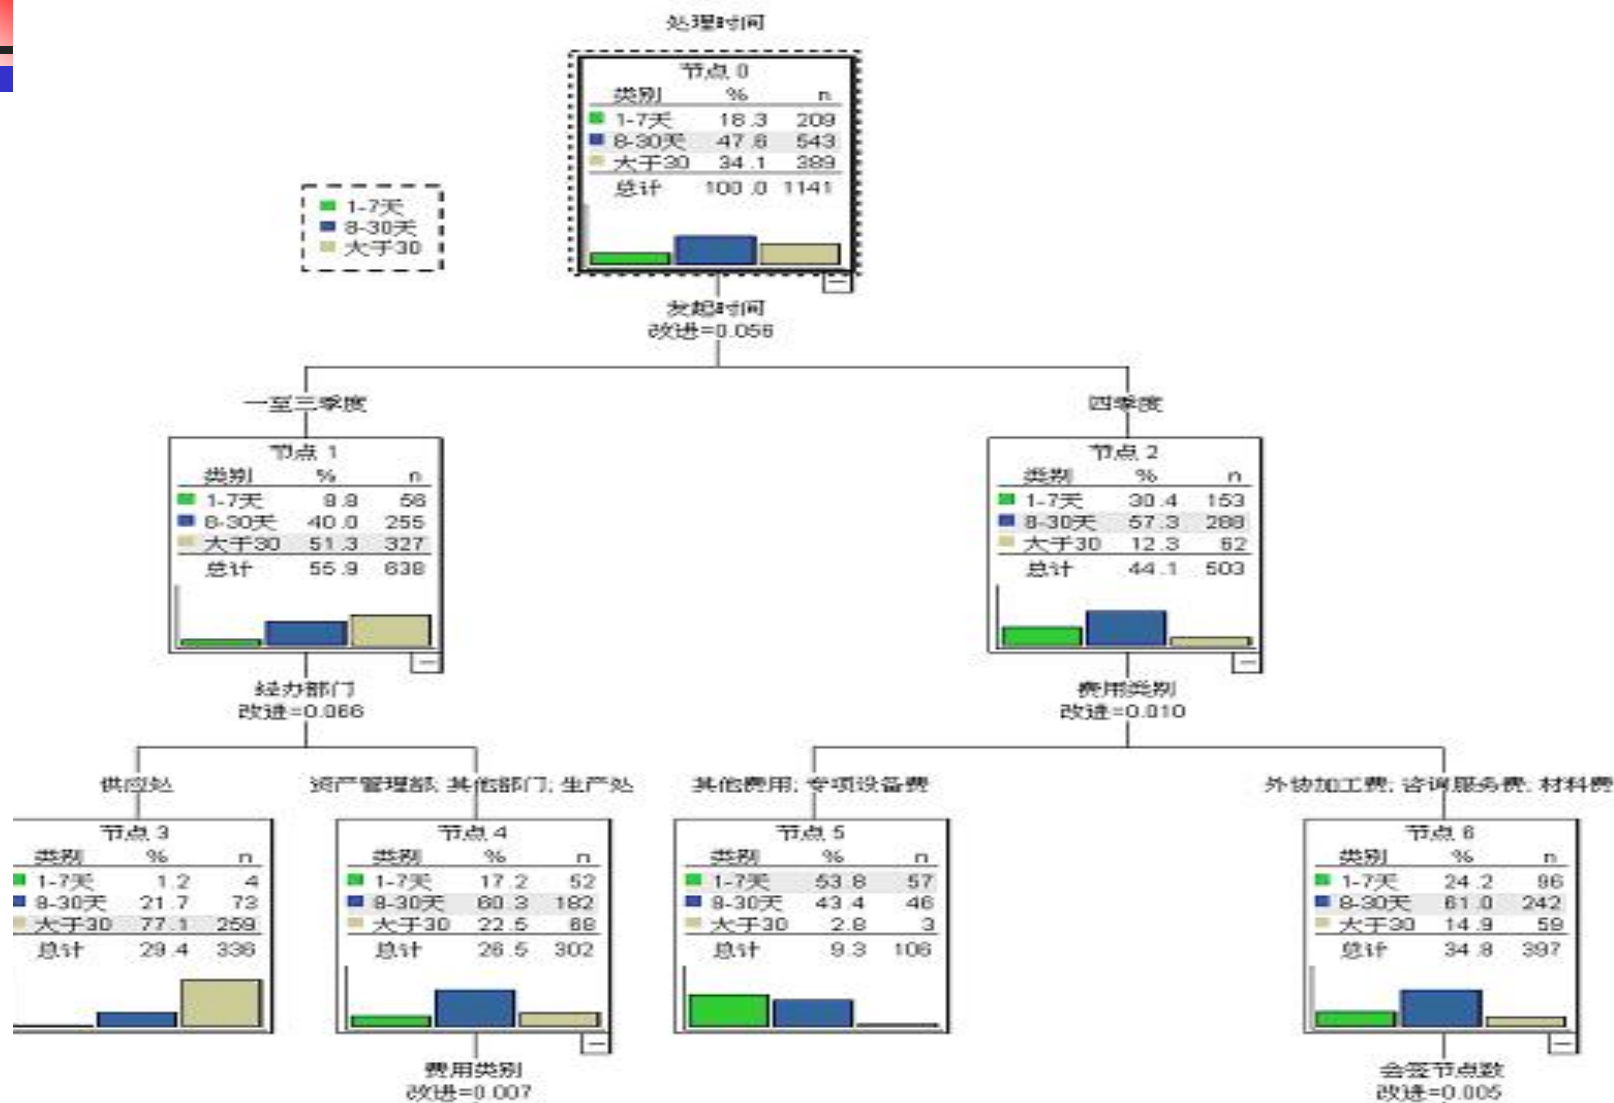 处理时间
节点 0
类别 % n
1-7天 18.3 209
8-30天 47.6 543
大于30 34.1 389
总计 100.0 1141
1-7天
8-30天
大于30
发起时间
改进=0.056
一至三季度
四季度
节点 1
类别 % n
1-7天 8.8 56
8-30天 40.0 255
大于30 51.3 327
总计 55.9 638
节点 2
类别 % n
1-7天 30.4 153
8-30天 57.3 288
大于30 12.3 62
总计 44.1 503
经办部门
改进=0.066
费用类别
改进=0.010
供应处
资产管理部; 其他部门; 生产处
其他费用; 专项设备费
外协加工费; 咨询服务费; 材料费
节点 3
类别 % n
1-7天 1.2 4
8-30天 21.7 73
大于30 77.1 259
总计 29.4 336
节点 4
类别 % n
1-7天 17.2 52
8-30天 60.3 182
大于30 22.5 68
总计 26.5 302
节点 5
类别 % n
1-7天 53.8 57
8-30天 43.4 46
大于30 2.8 3
总计 9.3 106
节点 6
类别 % n
1-7天 24.2 96
8-30天 61.0 242
大于30 14.9 59
总计 34.8 397
费用类别
改进=0.007
会签节点数
改进=0.005